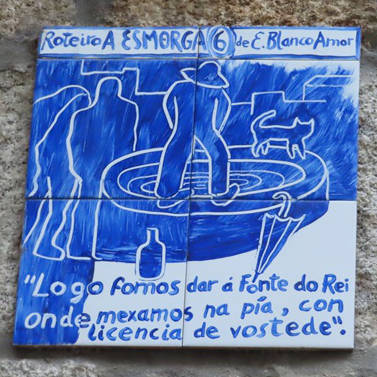 Roteiro A ESMORGA 6 de E. Blanco Amor
"Logo fomos dar á Fonte do Rei
onde mexamos na pía, con
licencia de vostede".